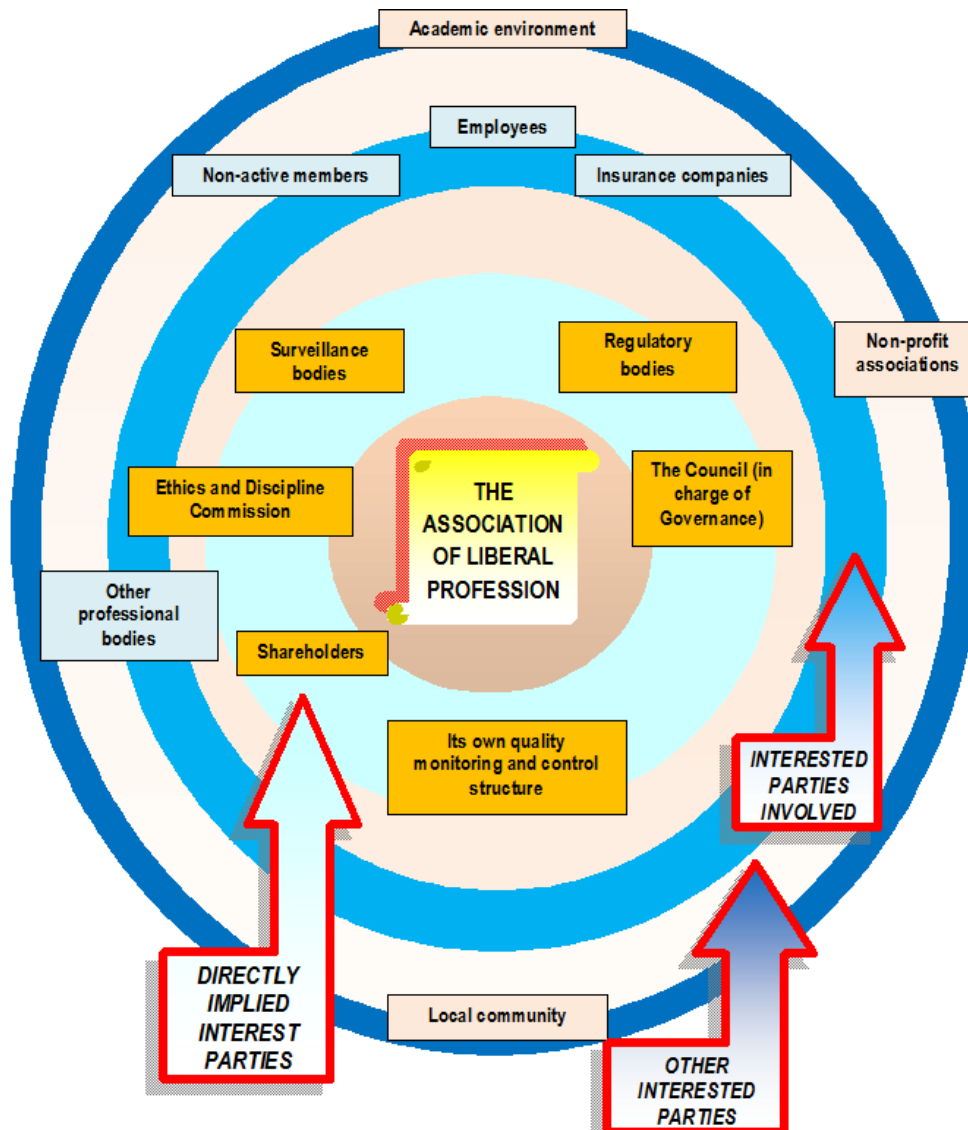 Academic environment
Employees
Non-active members
Insurance companies
Surveillance
bodies
Regulatory
bodies
Non-profit
associations
Ethics and Discipline
Commission
THE
ASSOCIATION
OF LIBERAL
PROFESSION
The Council (in
charge of
Governance)
Other
professional
bodies
Shareholders
Its own quality
monitoring and control
structure
INTERESTED
PARTIES
INVOLVED
DIRECTLY
IMPLIED
INTEREST
PARTIES
Local community
OTHER
INTERESTED
PARTIES